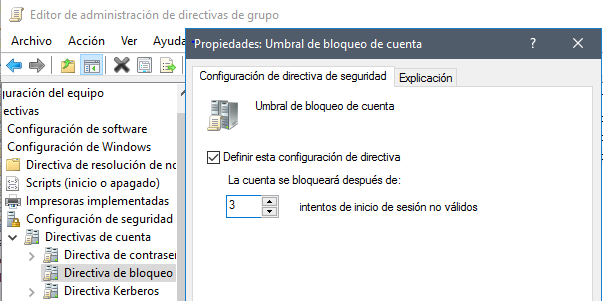 Editor de administración de directivas de grupo
Archivo Acción Ver
Propiedades: Umbral de bloqueo de cuenta
Configuración de directiva de seguridad Explicación
Umbral de bloqueo de cuenta
Definir esta configuración de directiva
La cuenta se bloqueará después de:
3 intentos de inicio de sesión no válidos
uración del equipo
ectivas
Configuración de software
Configuración de Windows
Directiva de resolución de no
Scripts (inicio o apagado)
Impresoras implementadas
Configuración de seguridad
Directivas de cuenta
Directiva de contraser
Directiva de bloqueo
Directiva Kerberos